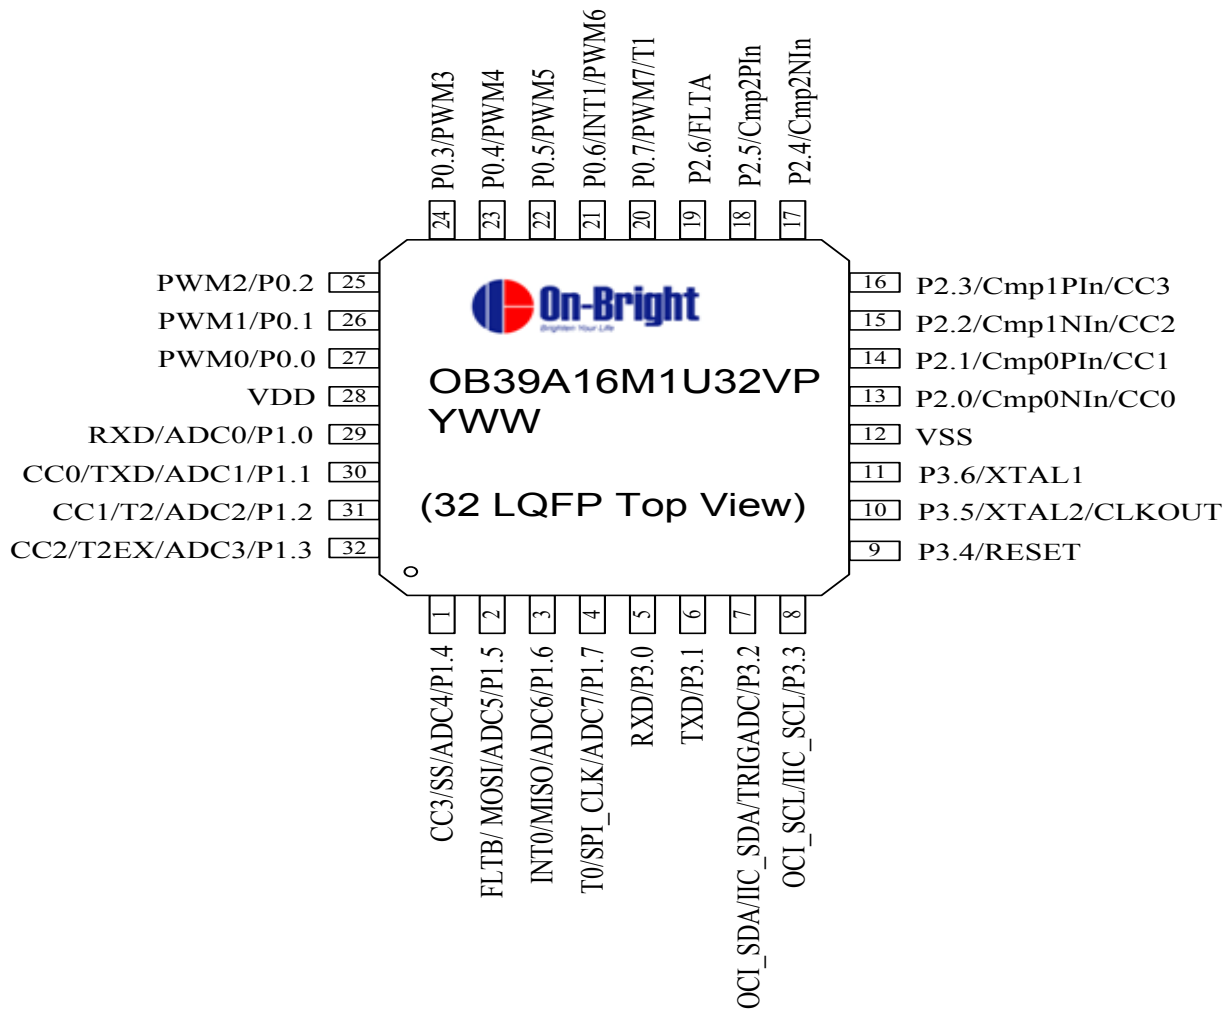 P0.3/PWM3
P0.4/PWM4
P0.5/PWM5
P0.6/INT1/PWM6
P0.7/PWM7/T1
P2.6/FLTA
P2.5/Cmp2PIn
P2.4/Cmp2NIn
24
23
22
21
20
19
18
17
PWM2/P0.2 25
PWM1/P0.1 26
PWM0/P0.0 27
VDD 28
RXD/ADC0/P1.0 29
CC0/TXD/ADC1/P1.1 30
CC1/T2/ADC2/P1.2 31
CC2/T2EX/ADC3/P1.3 32
On-Bright
Brighten Your Life
OB39A16M1U32VP
YWW
(32 LQFP Top View)
16 P2.3/Cmp1PIn/CC3
15 P2.2/Cmp1NIn/CC2
14 P2.1/Cmp0PIn/CC1
13 P2.0/Cmp0NIn/CC0
12 VSS
11 P3.6/XTAL1
10 P3.5/XTAL2/CLKOUT
9 P3.4/RESET
1
2
3
4
5
6
7
8
CC3/SS/ADC4/P1.4
FLTB/ MOSI/ADC5/P1.5
INT0/MISO/ADC6/P1.6
T0/SPI_CLK/ADC7/P1.7
RXD/P3.0
TXD/P3.1
OCI_SDA/IIC_SDA/TRIGADC/P3.2
OCI_SCL/IIC_SCL/P3.3